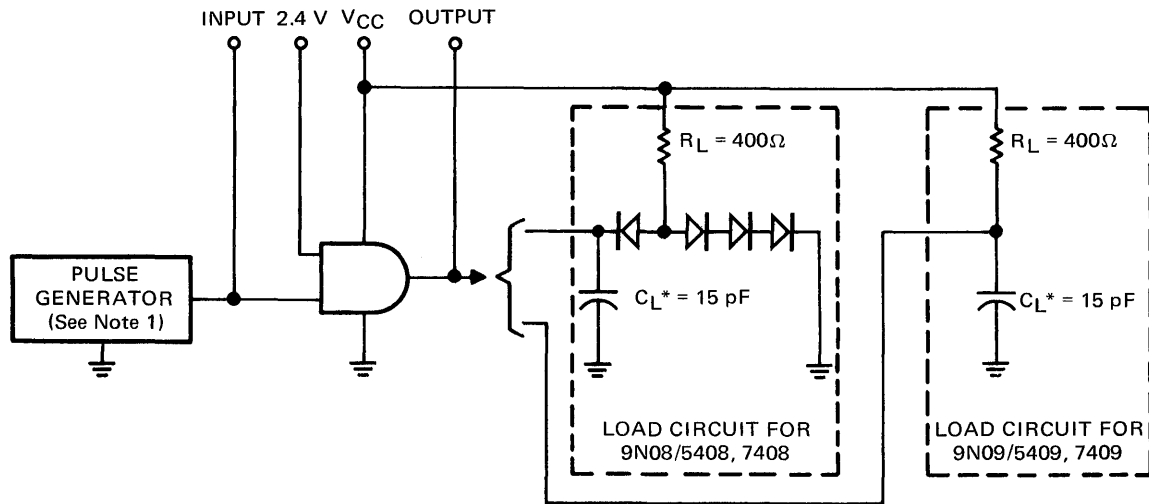 INPUT 2.4 V VCC OUTPUT
RL = 400Ω
RL = 400Ω
PULSE
GENERATOR
(See Note 1)
CL* = 15 pF
CL* = 15 pF
LOAD CIRCUIT FOR
9N08/5408, 7408
LOAD CIRCUIT FOR
9N09/5409, 7409